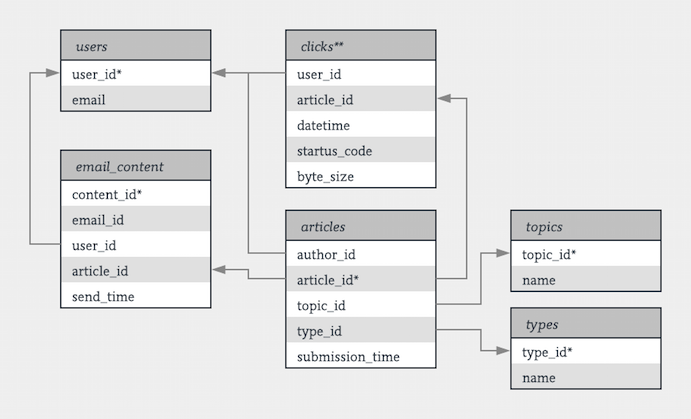 users
user_id*
email
clicks**
user_id
article_id
datetime
startus_code
byte_size
email_content
content_id*
email_id
user_id
article_id
send_time
articles
author_id
article_id*
topic_id
type_id
submission_time
topics
topic_id*
name
types
type_id*
name